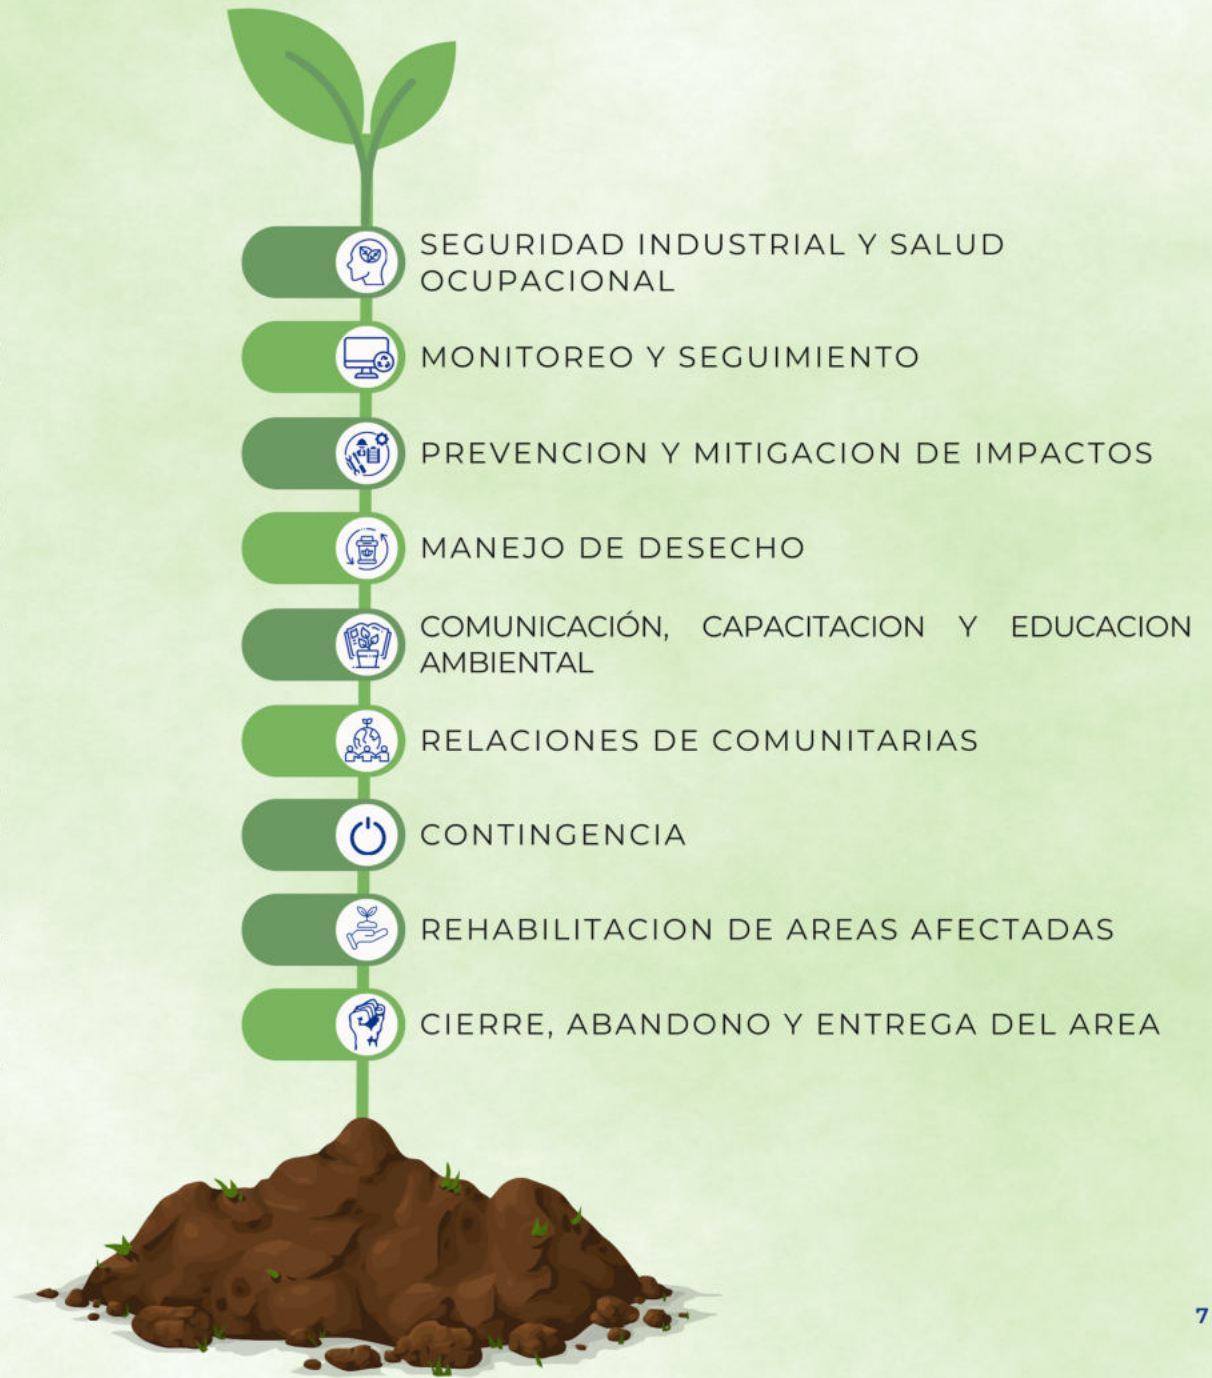 SEGURIDAD INDUSTRIAL Y SALUD
OCUPACIONAL
MONITOREO Y SEGUIMIENTO
PREVENCION Y MITIGACION DE IMPACTOS
MANEJO DE DESECHO
COMUNICACIÓN, CAPACITACION Y EDUCACION
AMBIENTAL
RELACIONES DE COMUNITARIAS
CONTINGENCIA
REHABILITACION DE AREAS AFECTADAS
CIERRE, ABANDONO Y ENTREGA DEL AREA
7